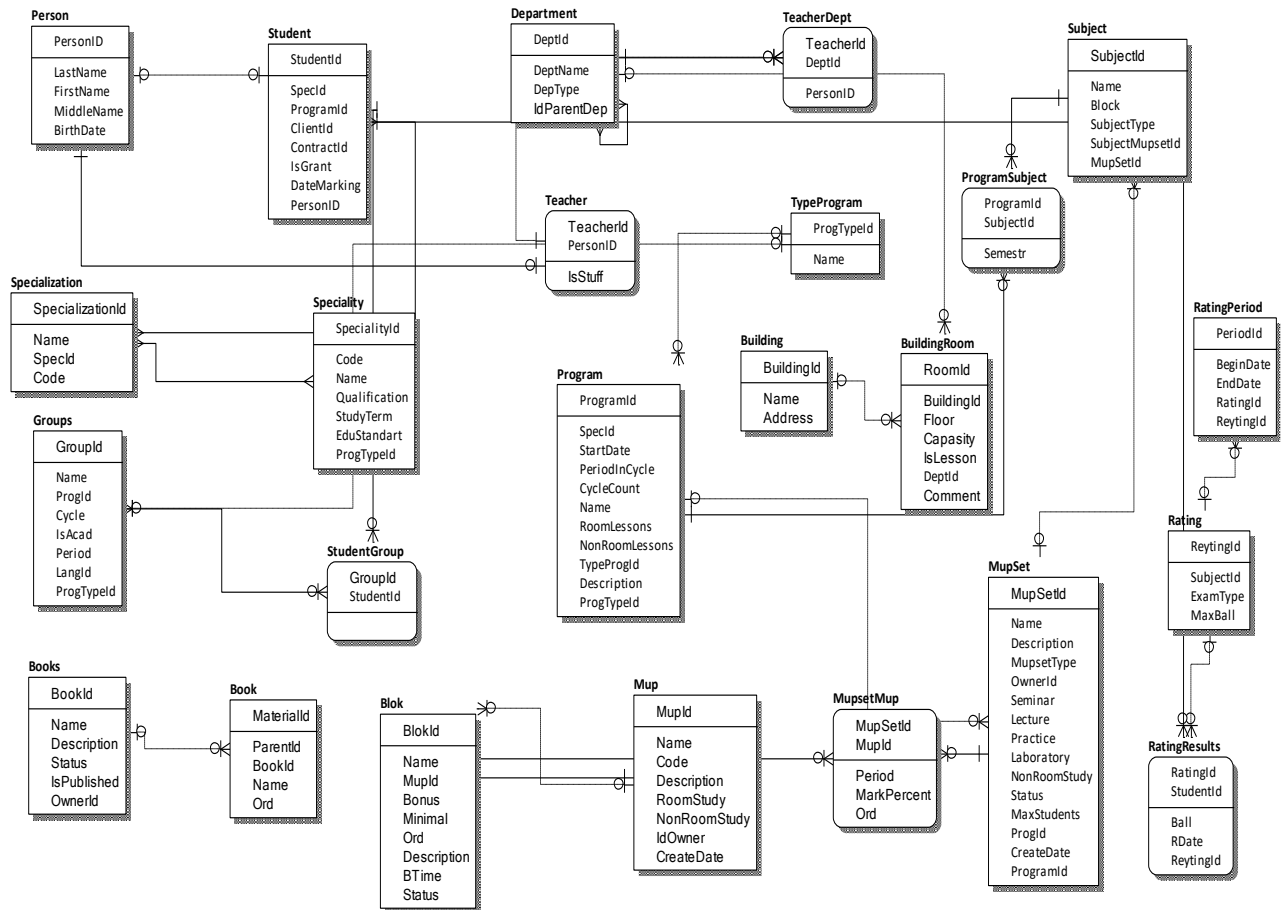 Person
PersonID
LastName
FirstName
MiddleName
BirthDate
Student
StudentId
SpecId
ProgramId
ClientId
ContractId
IsGrant
DateMarking
PersonID
Department
DeptId
DeptName
DepType
IdParentDep
TeacherDept
TeacherId
DeptId
PersonID
Subject
SubjectId
Name
Block
SubjectType
SubjectMupsetId
MupSetId
ProgramSubject
ProgramId
SubjectId
Semestr
Teacher
TeacherId
PersonID
IsStuff
TypeProgram
ProgTypeId
Name
Specialization
SpecializationId
Name
SpecId
Code
Speciality
SpecialityId
Code
Name
Qualification
StudyTerm
EduStandart
ProgTypeId
Building
BuildingId
Name
Address
BuildingRoom
RoomId
BuildingId
Floor
Capasity
IsLesson
DeptId
Comment
RatingPeriod
PeriodId
BeginDate
EndDate
RatingId
ReytingId
Program
ProgramId
SpecId
StartDate
PeriodInCycle
CycleCount
Name
RoomLessons
NonRoomLessons
TypeProgId
Description
ProgTypeId
Groups
GroupId
Name
ProgId
Cycle
IsAcad
Period
LangId
ProgTypeId
StudentGroup
GroupId
StudentId
Rating
ReytingId
SubjectId
ExamType
MaxBall
MupSet
MupSetId
Name
Description
MupsetType
OwnerId
Seminar
Lecture
Practice
Laboratory
NonRoomStudy
Status
MaxStudents
ProgId
CreateDate
ProgramId
Books
BookId
Name
Description
Status
IsPublished
OwnerId
Book
MaterialId
ParentId
BookId
Name
Ord
Blok
BlokId
Name
MupId
Bonus
Minimal
Ord
Description
BTime
Status
Mup
MupId
Name
Code
Description
RoomStudy
NonRoomStudy
IdOwner
CreateDate
MupsetMup
MupSetId
MupId
Period
MarkPercent
Ord
RatingResults
RatingId
StudentId
Ball
RDate
ReytingId